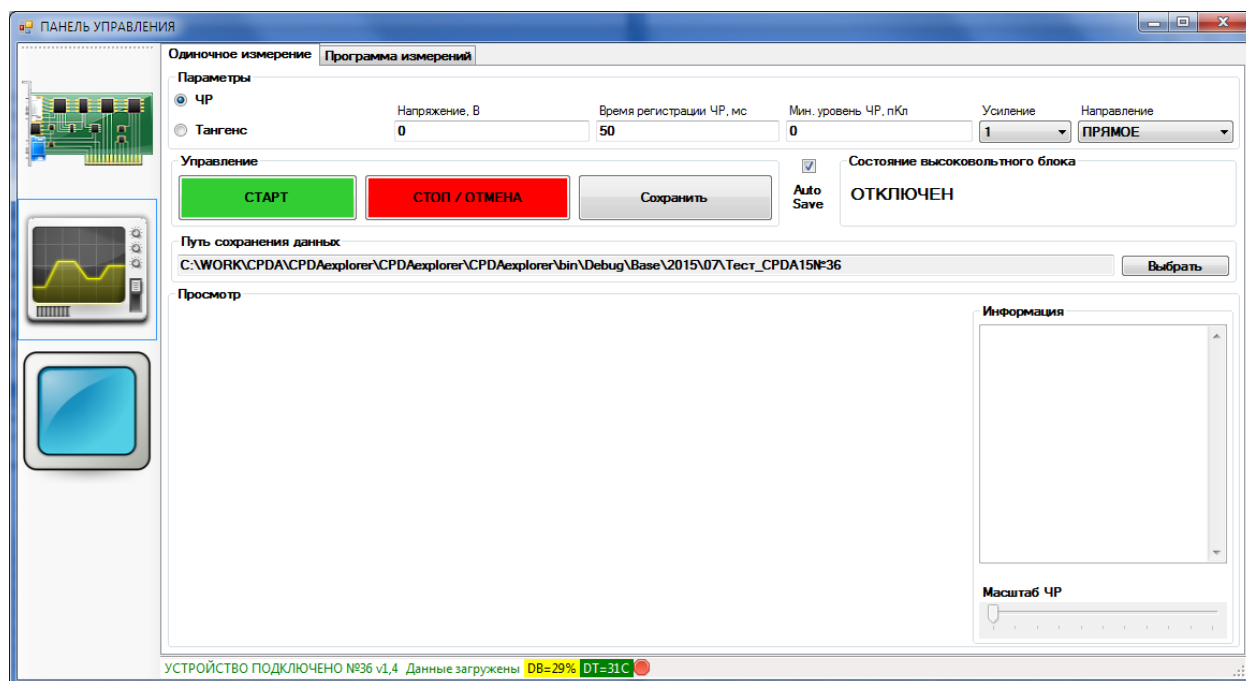 ПАНЕЛЬ УПРАВЛЕНИЯ
Одиночное измерение Программа измерений
Параметры
ЧР
Напряжение, В Время регистрации ЧР, мс Мин. уровень ЧР, пКл Усиление Направление
Тангенс 0 50 0 1 ПРЯМОЕ
Управление Состояние высоковольтного блока
СТАРТ СТОП / ОТМЕНА Сохранить Auto Save ОТКЛЮЧЕН
Путь сохранения данных
C:\WORK\CPDA\CPDAexplorer\CPDAexplorer\CPDAexplorer\bin\Debug\Base\2015\07\Тест_CPDA15№36 Выбрать
Просмотр
Информация
Масштаб ЧР
УСТРОЙСТВО ПОДКЛЮЧЕНО №36 v1,4 Данные загружены DB=29% DT=31C